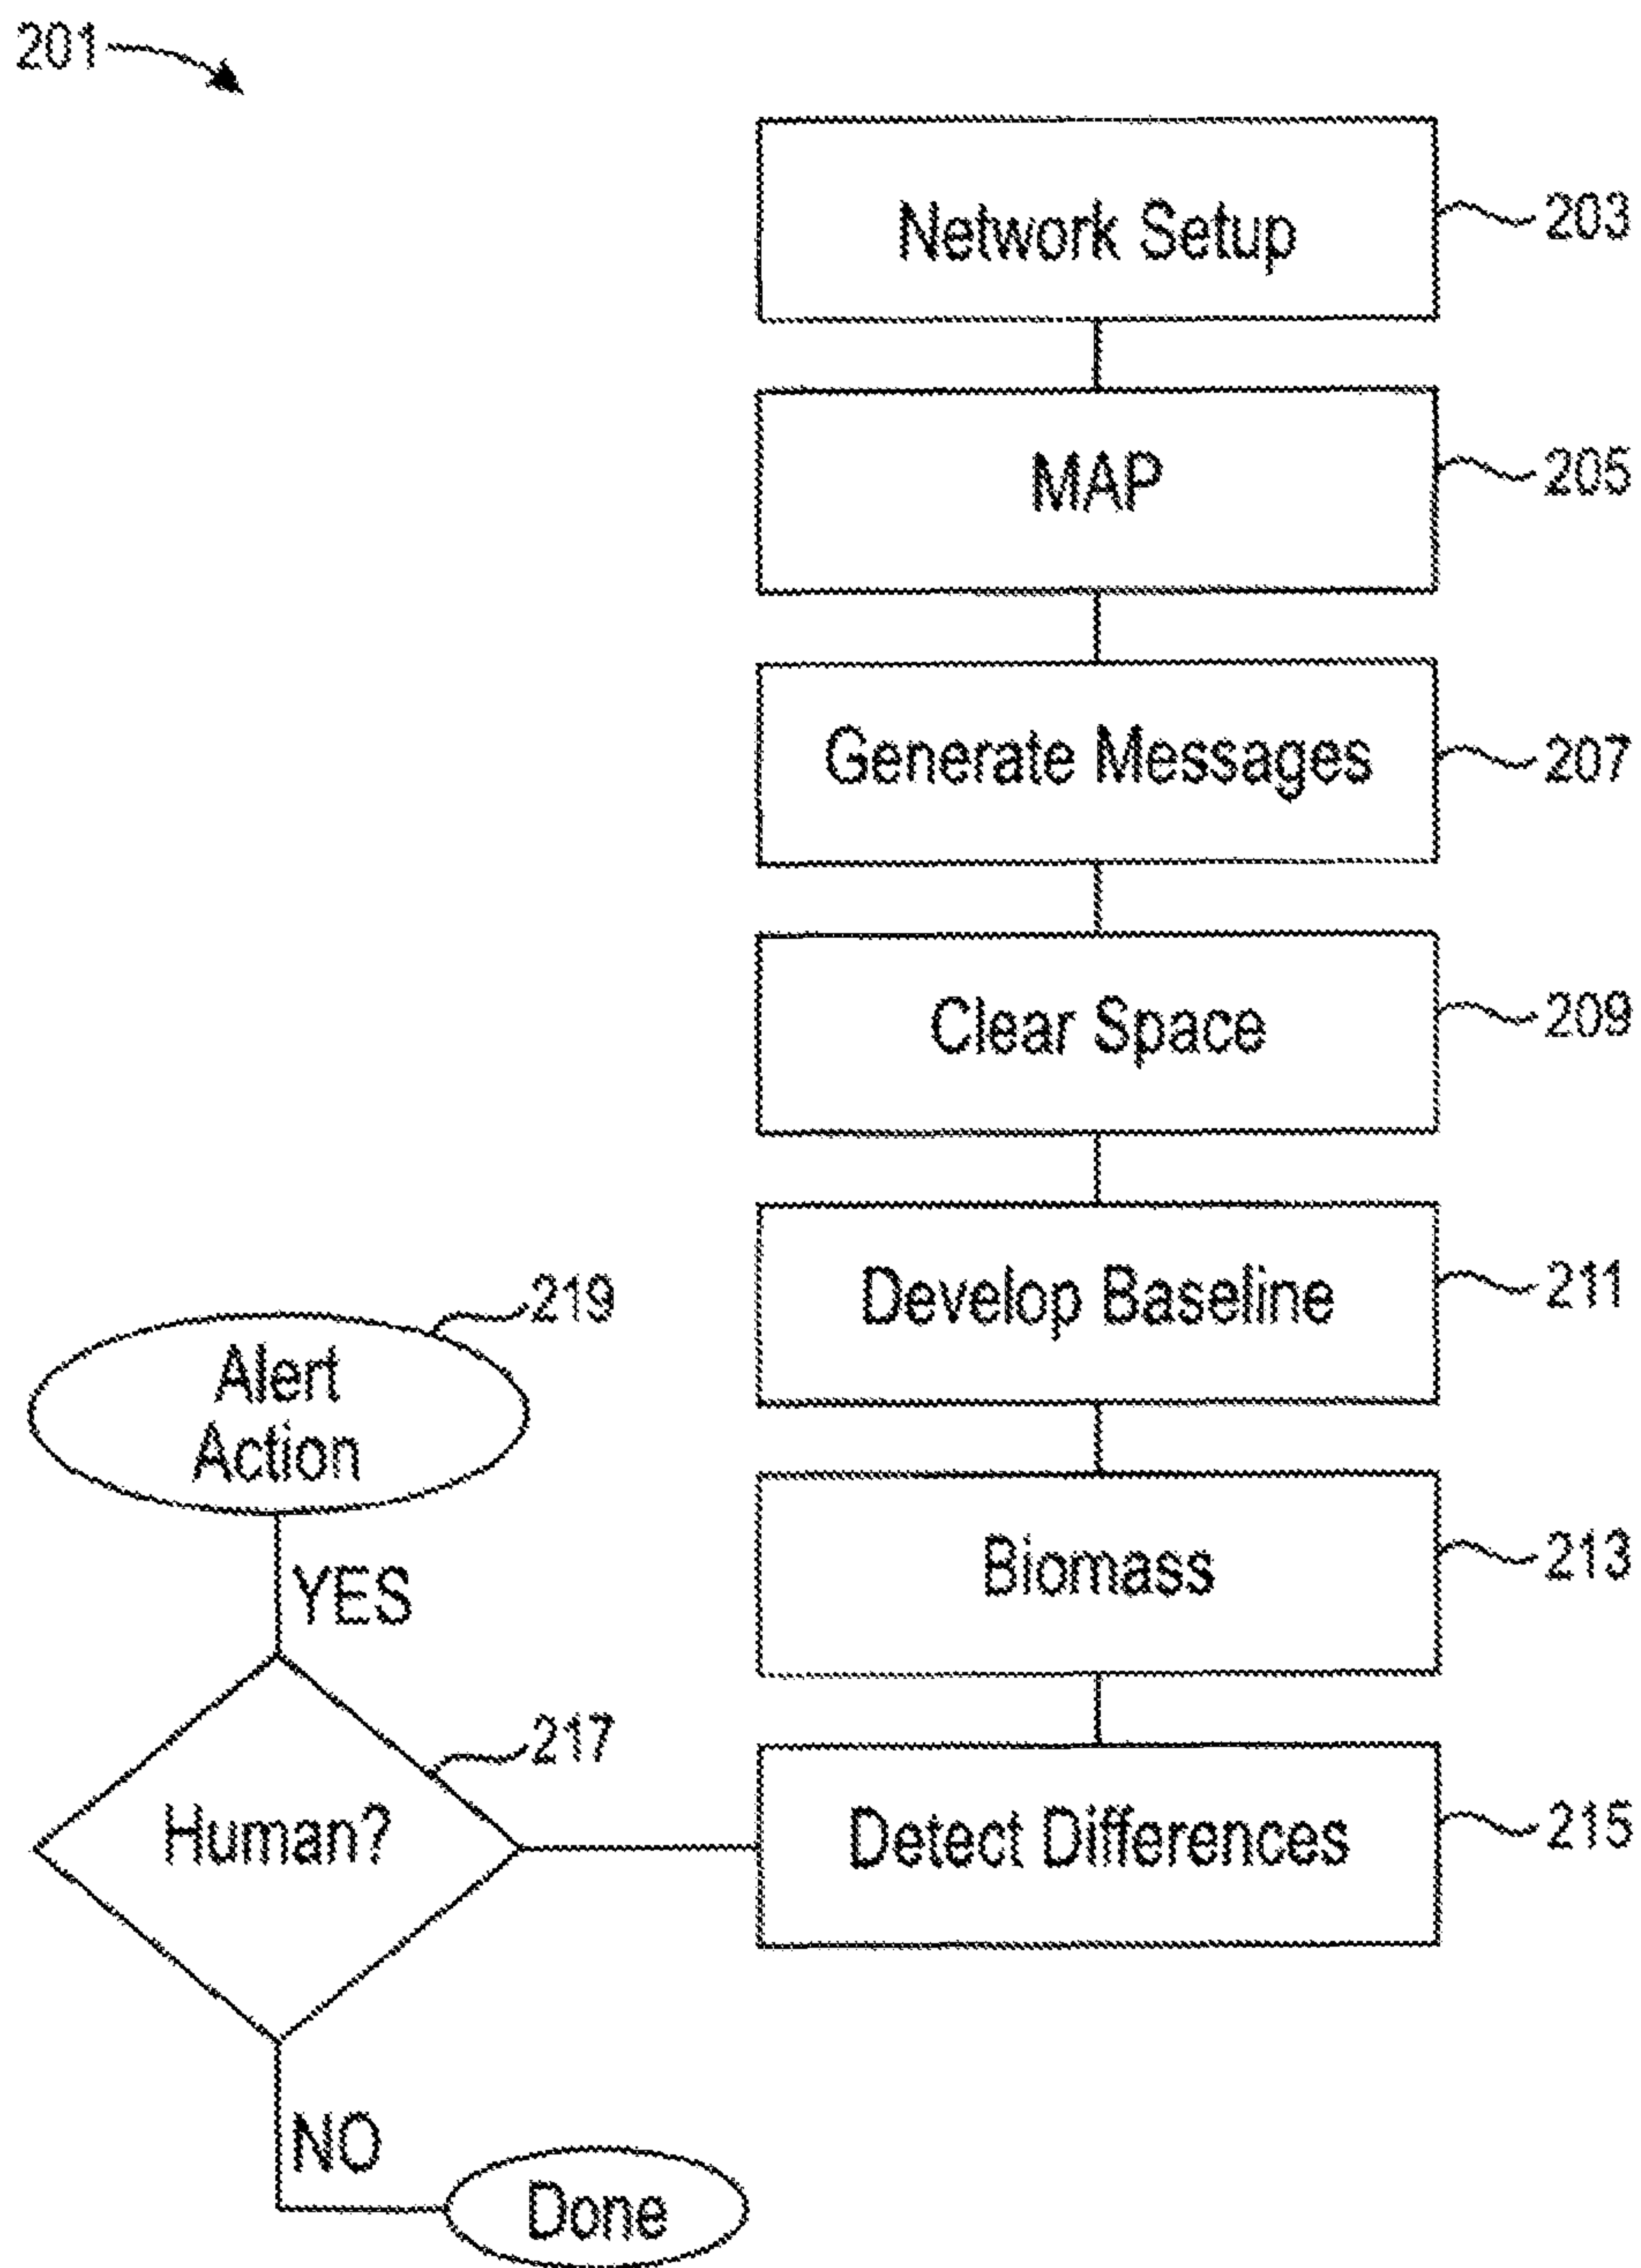 201
Network Setup
203
MAP
205
Generate Messages
207
Clear Space
209
Develop Baseline
211
Biomass
213
Detect Differences
215
Human?
217
YES
Alert
Action
219
NO
Done